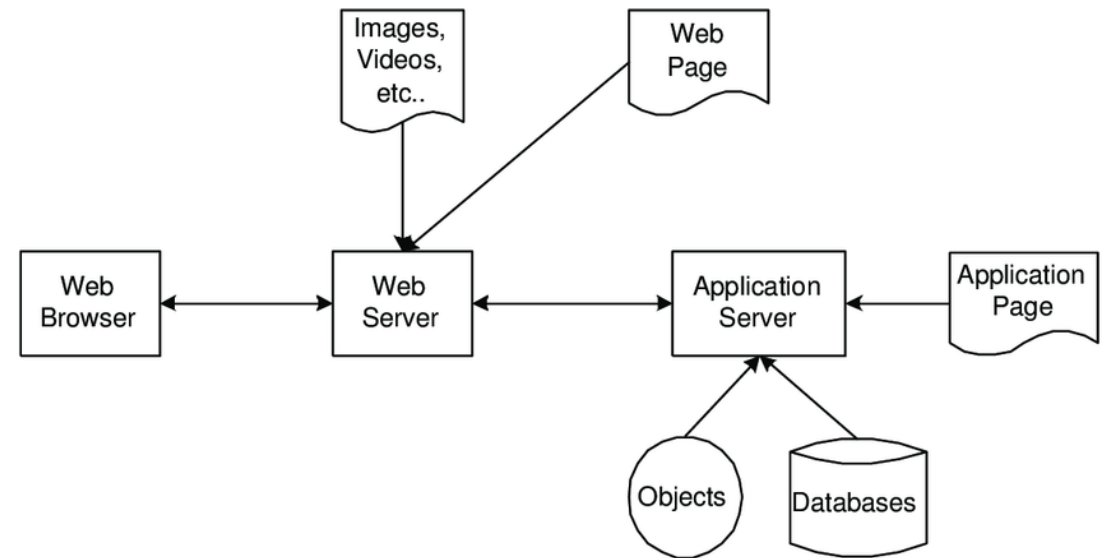 Images,
Videos,
etc..
Web
Page
Web
Browser
Web
Server
Application
Server
Application
Page
Objects
Databases